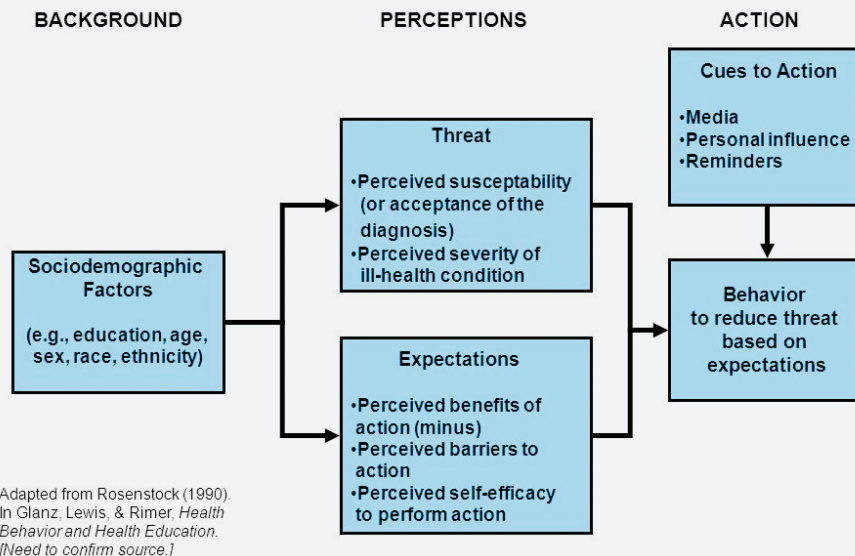 BACKGROUND
PERCEPTIONS
ACTION
Sociodemographic
Factors
(e.g., education, age,
sex, race, ethnicity)
Threat
•Perceived susceptability
(or acceptance of the
diagnosis)
•Perceived severity of
ill-health condition
Expectations
•Perceived benefits of
action (minus)
•Perceived barriers to
action
•Perceived self-efficacy
to perform action
Cues to Action
•Media
•Personal influence
•Reminders
Behavior
to reduce threat
based on
expectations
Adapted from Rosenstock (1990).
In Glanz, Lewis, & Rimer, Health
Behavior and Health Education.
[Need to confirm source.]